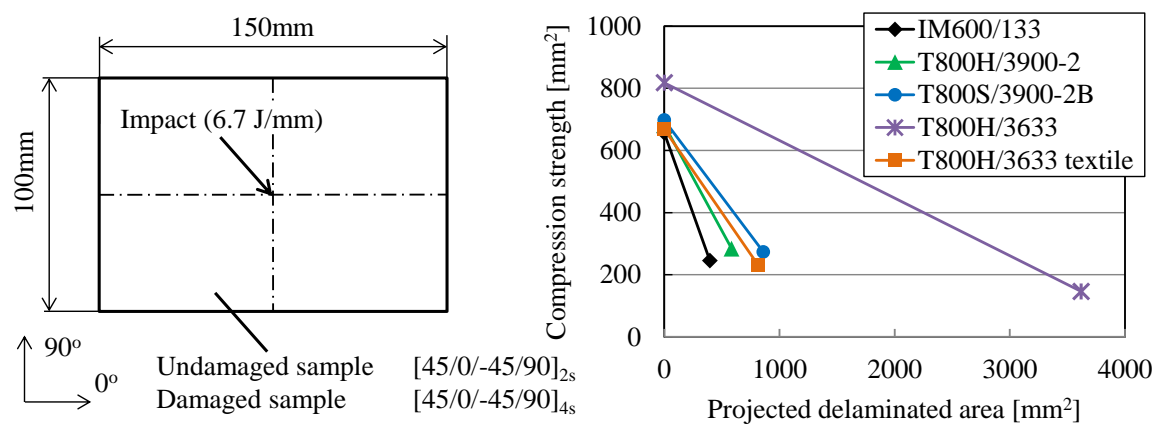 150mm
100mm
Impact (6.7 J/mm)
90°
0°
Undamaged sample [45/0/-45/90]2s
Damaged sample [45/0/-45/90]4s
Compression strength [mm²]
1000
800
600
400
200
0
0 1000 2000 3000 4000
Projected delaminated area [mm²]
IM600/133
T800H/3900-2
T800S/3900-2B
T800H/3633
T800H/3633 textile